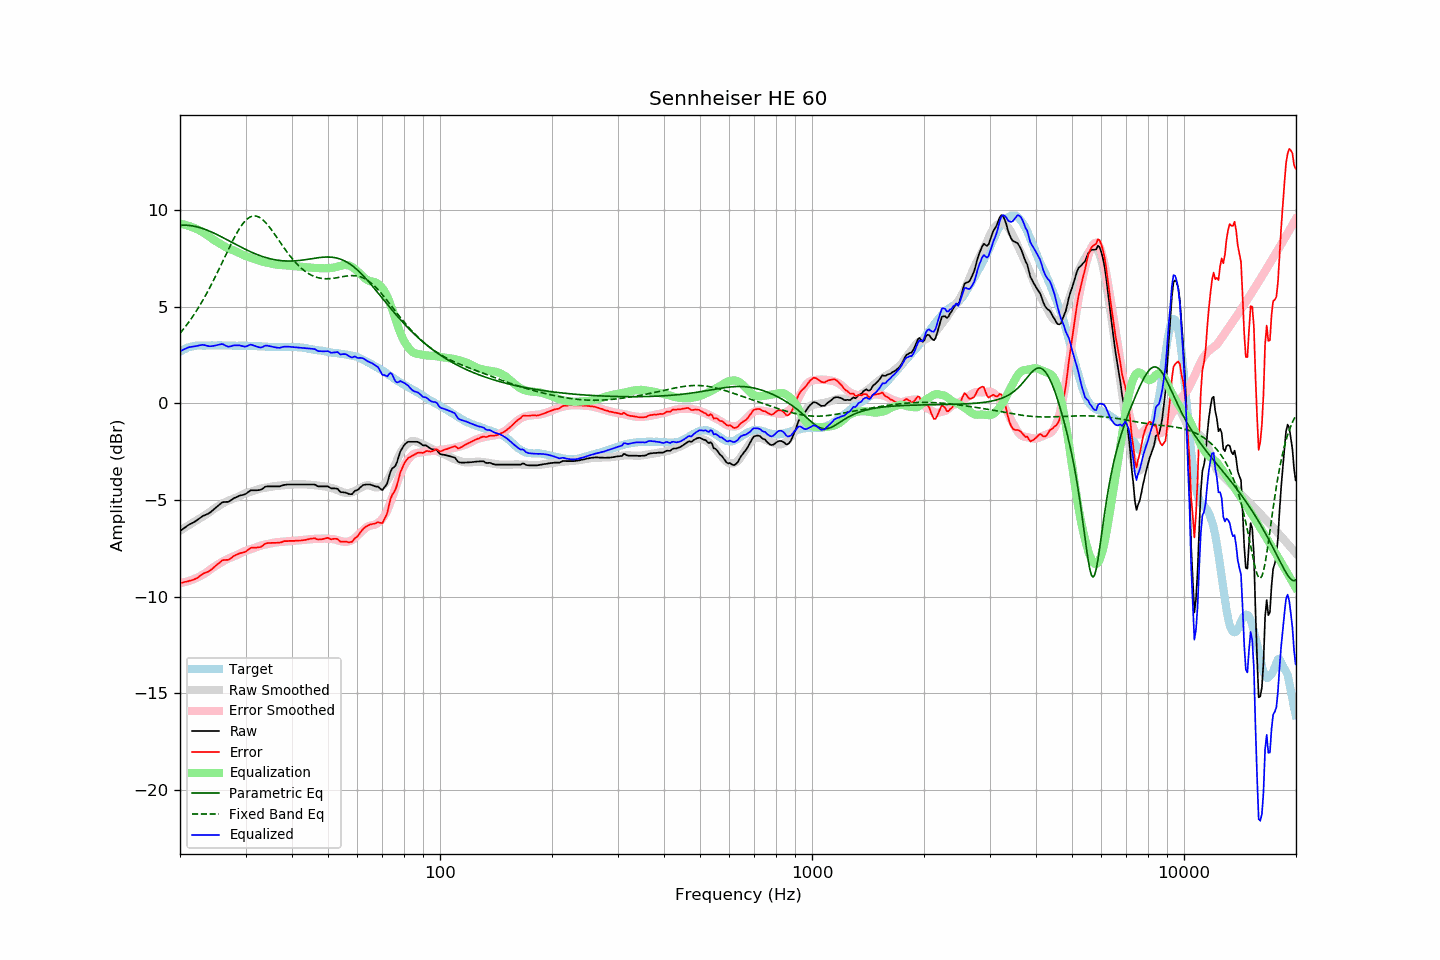 Sennheiser HE 60
Amplitude (dBr)
10
5
0
−5
−10
−15
−20
Target
Raw Smoothed
Error Smoothed
Raw
Error
Equalization
Parametric Eq
Fixed Band Eq
Equalized
100
1000
10000
Frequency (Hz)